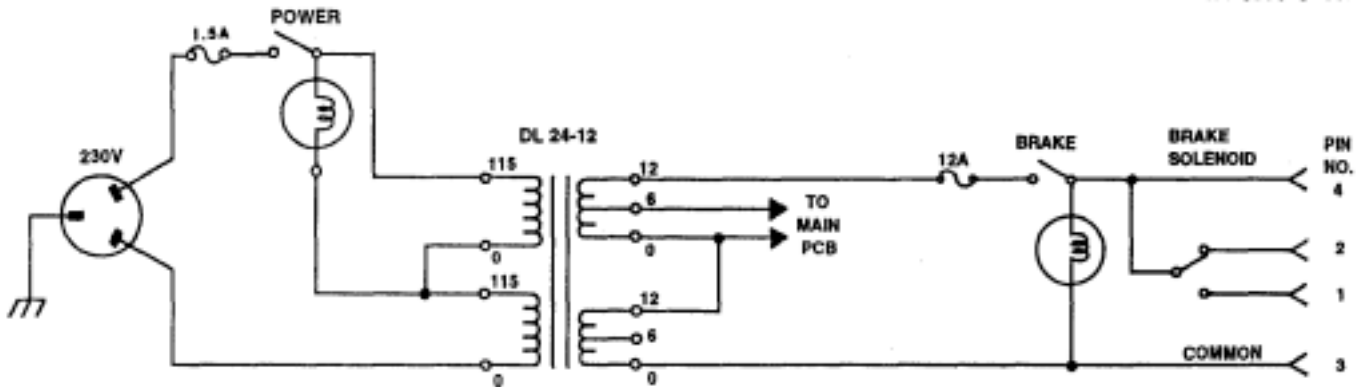 POWER
1.5A
230V
DL 24-12
115
0
115
0
12
6
0
12
6
0
TO
MAIN
PCB
12A
BRAKE
BRAKE
SOLENOID
PIN
NO.
4
2
1
COMMON
3